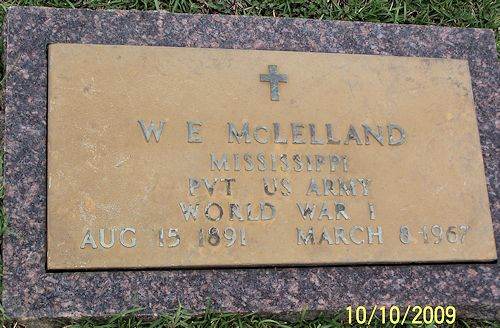 W E McLELLAND
MISSISSIPPI
PVT US ARMY
WORLD WAR I
AUG 15 1891 MARCH 8 1967
10/10/2009